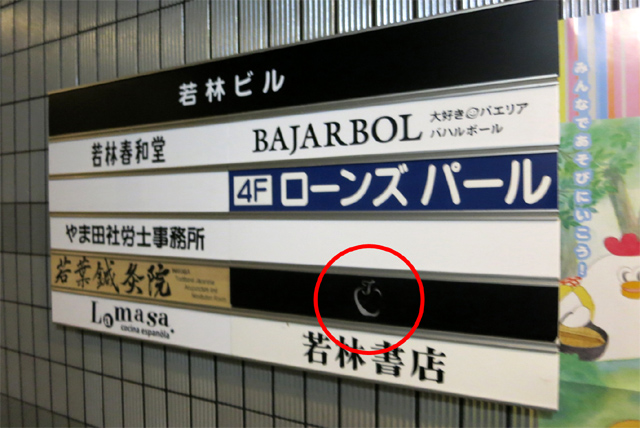 若林ビル
若林春和堂
BAJARBOL
大好き@パエリア
バハルボール
4F ローンズ パール
やま田社労士事務所
若葉鍼灸院
La masa.
cocina española
若林書店
みんなであそびにいこう!